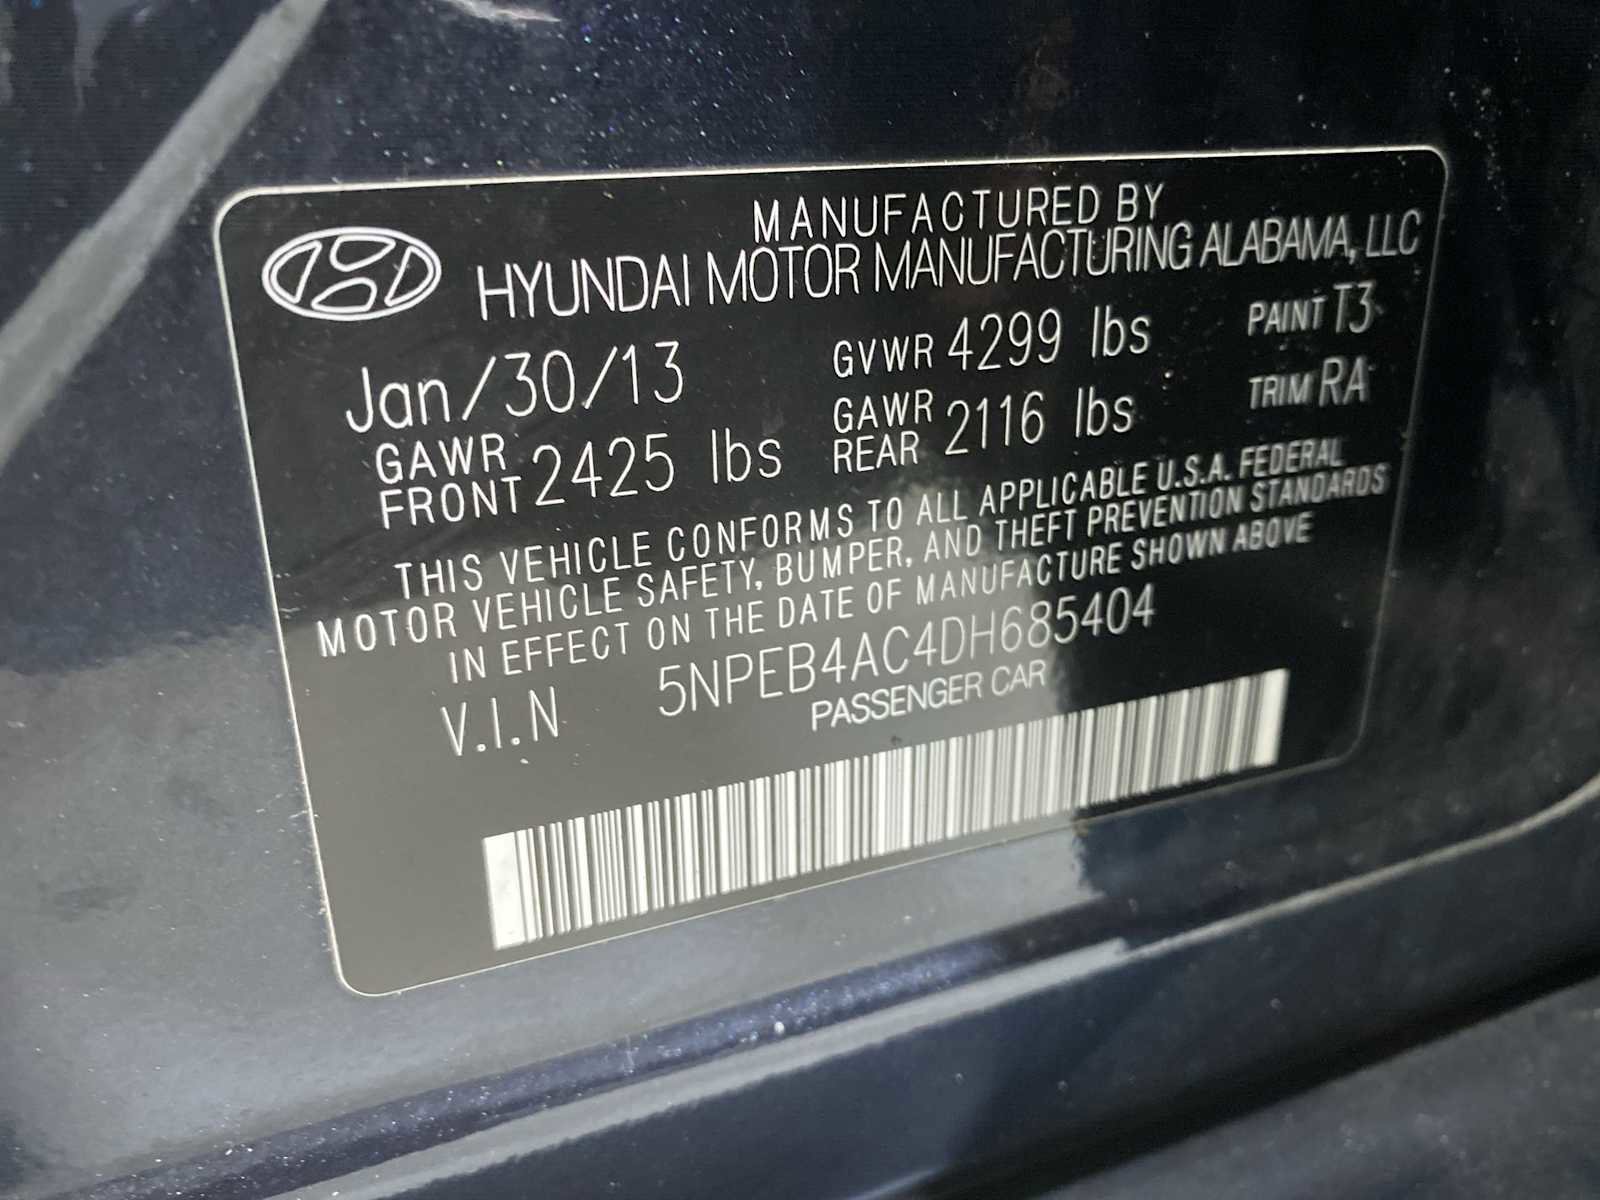 MANUFACTURED BY
HYUNDAI MOTOR MANUFACTURING ALABAMA, LLC
Jan/30/13 GVWR 4299 lbs PAINT T3
GAWR FRONT 2425 lbs GAWR REAR 2116 lbs TRIM RA
THIS VEHICLE CONFORMS TO ALL APPLICABLE U.S.A. FEDERAL
MOTOR VEHICLE SAFETY, BUMPER, AND THEFT PREVENTION STANDARDS
IN EFFECT ON THE DATE OF MANUFACTURE SHOWN ABOVE
V.I.N 5NPEB4AC4DH685404
PASSENGER CAR